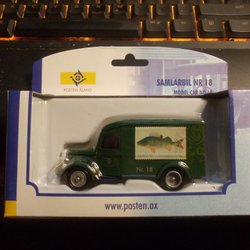 POSTEN ÅLAND
SAMLARBIL NR 18
MODEL CAR NO 18
Nr. 18
www.posten.ax